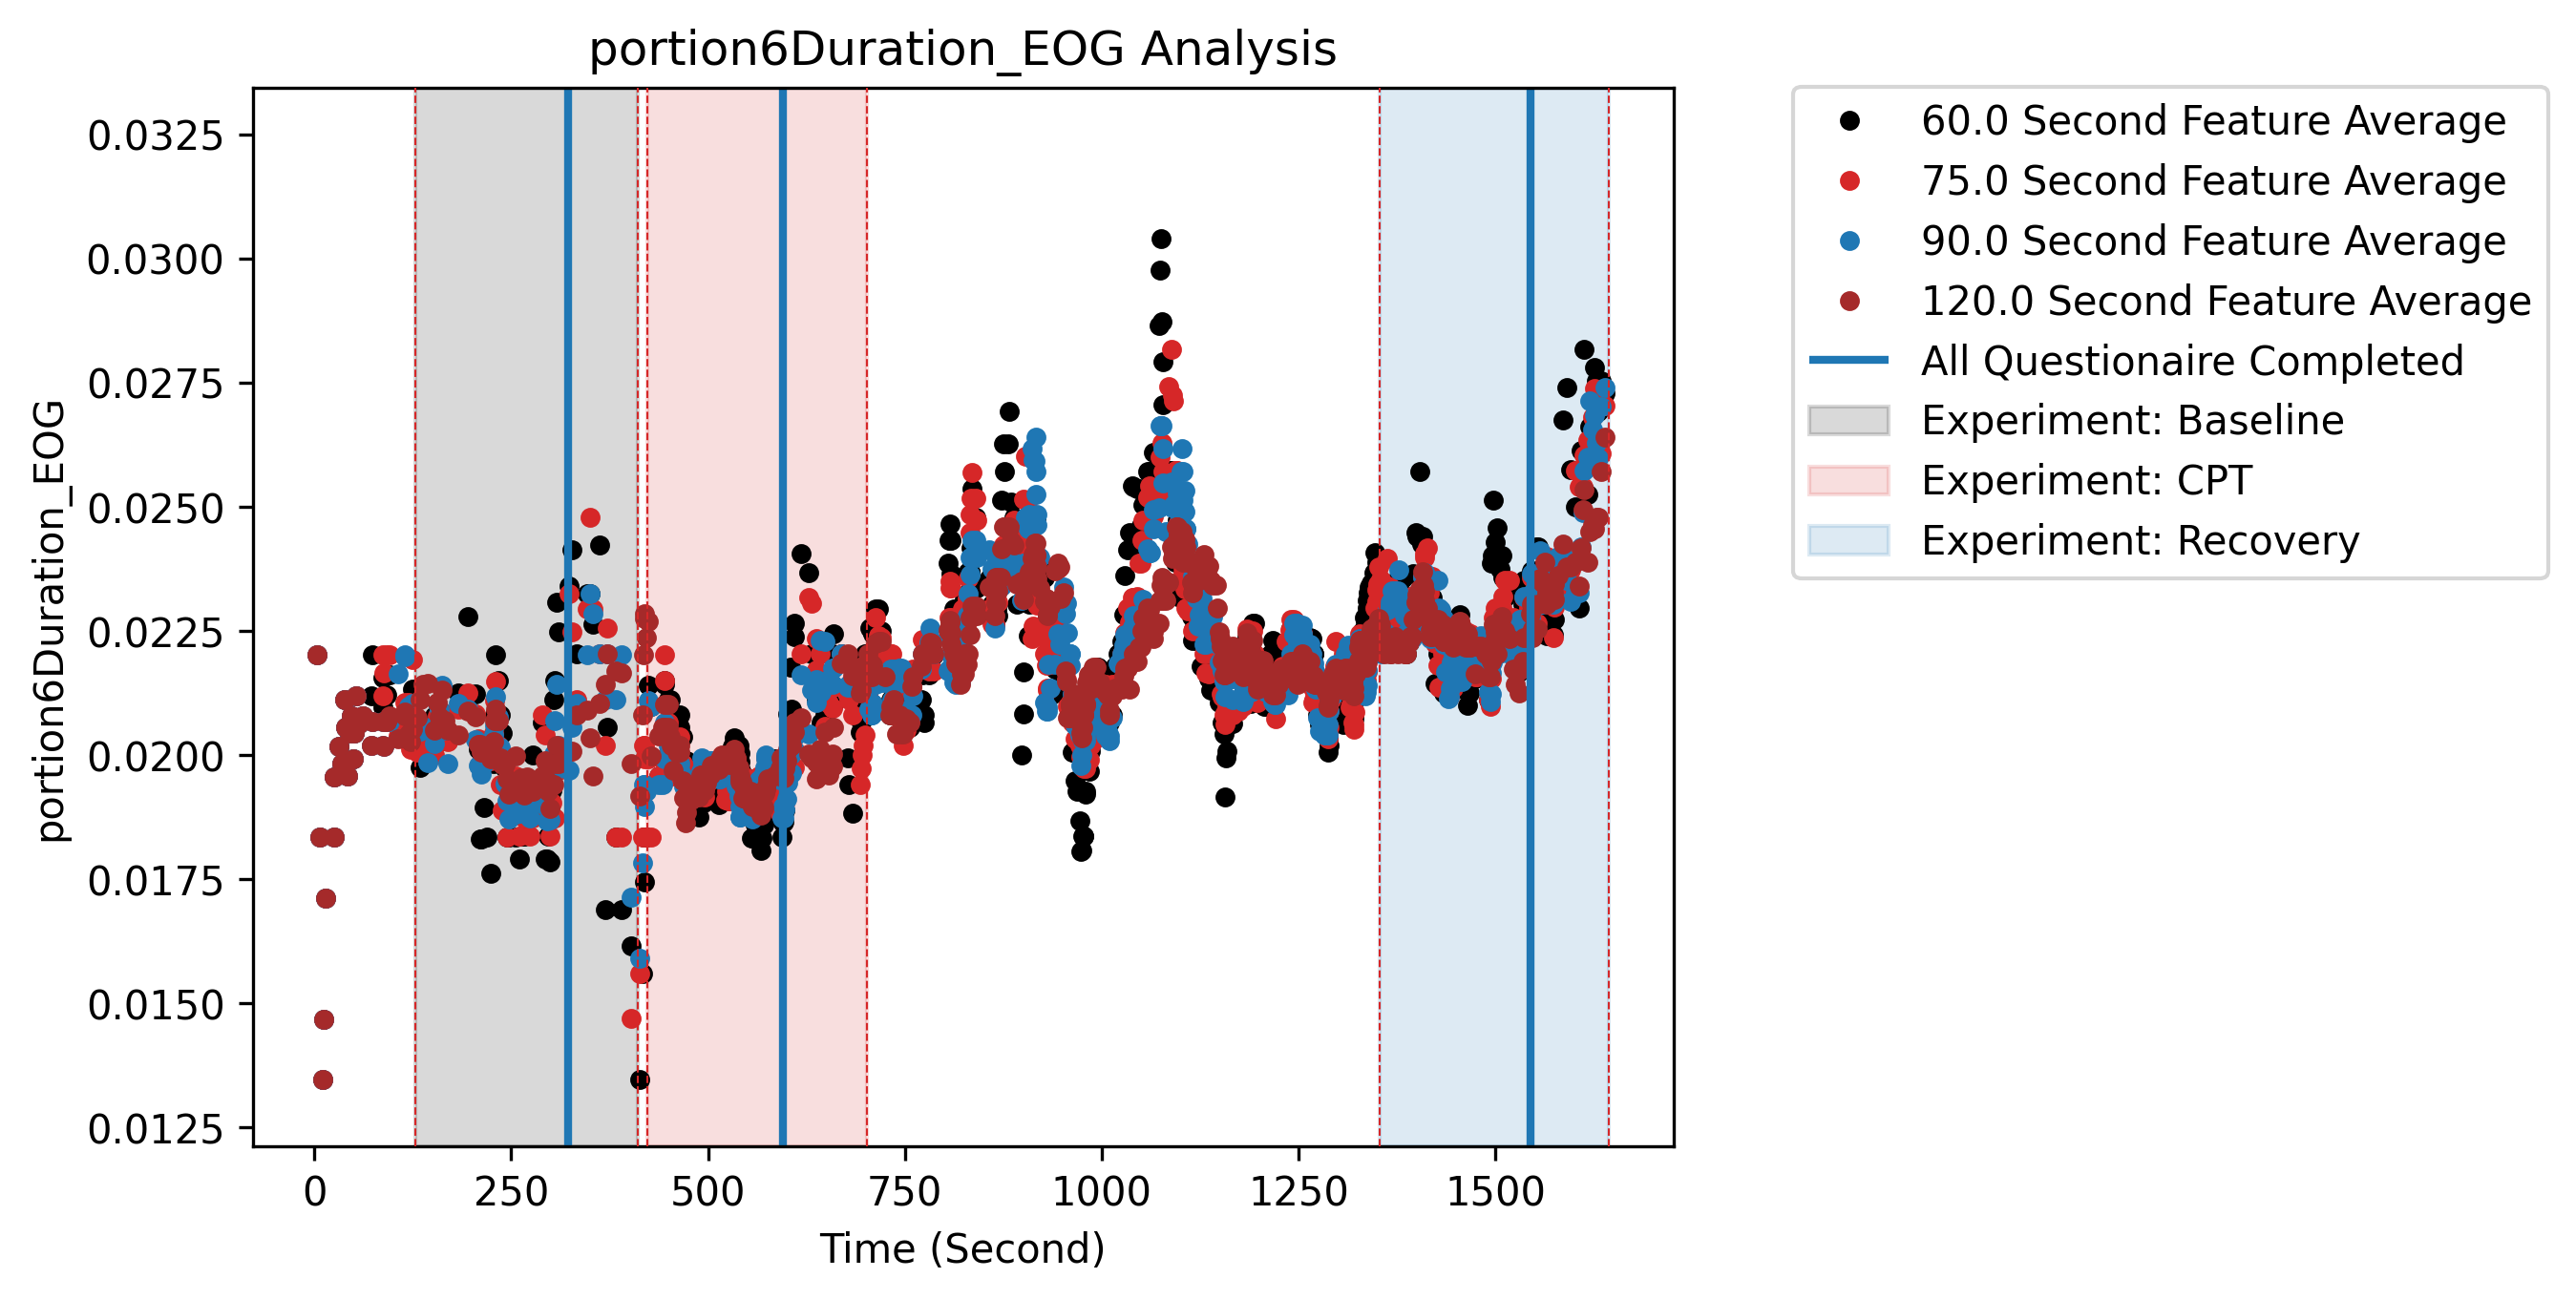 portion6Duration_EOG Analysis
portion6Duration_EOG
0.0325
0.0300
0.0275
0.0250
0.0225
0.0200
0.0175
0.0150
0.0125
0 250 500 750 1000 1250 1500
Time (Second)
60.0 Second Feature Average
75.0 Second Feature Average
90.0 Second Feature Average
120.0 Second Feature Average
All Questionaire Completed
Experiment: Baseline
Experiment: CPT
Experiment: Recovery